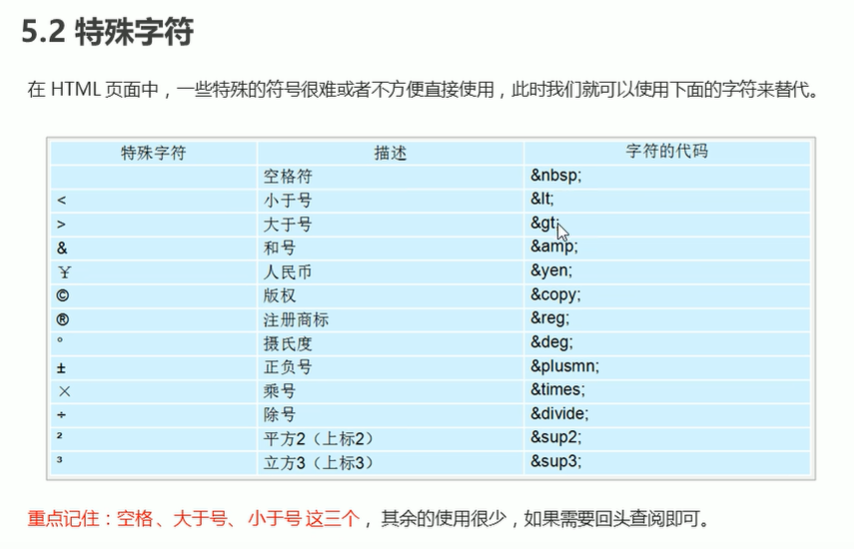 5.2 特殊字符
在 HTML 页面中，一些特殊的符号很难或者不方便直接使用，此时我们就可以使用下面的字符来替代。
特殊字符 描述 字符的代码
空格符 &nbsp;
< 小于号 &lt;
> 大于号 &gt;
& 和号 &amp;
¥ 人民币 &yen;
© 版权 &copy;
® 注册商标 &reg;
° 摄氏度 &deg;
± 正负号 &plusmn;
× 乘号 &times;
÷ 除号 &divide;
² 平方2（上标2） &sup2;
³ 立方3（上标3） &sup3;
重点记住：空格、大于号、小于号 这三个，其余的使用很少，如果需要回头查阅即可。